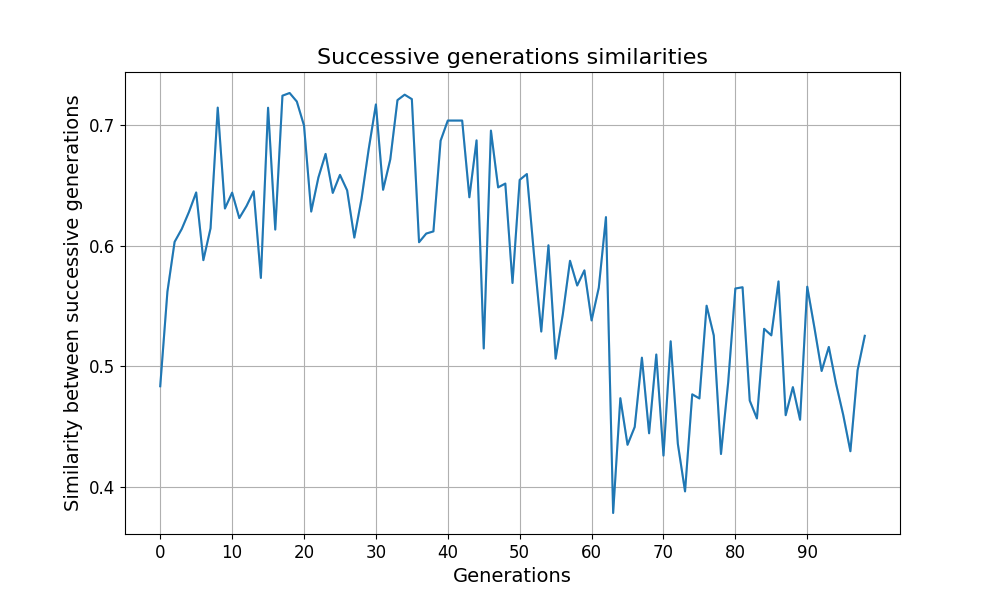 Successive generations similarities
Similarity between successive generations
0.7
0.6
0.5
0.4
0 10 20 30 40 50 60 70 80 90
Generations